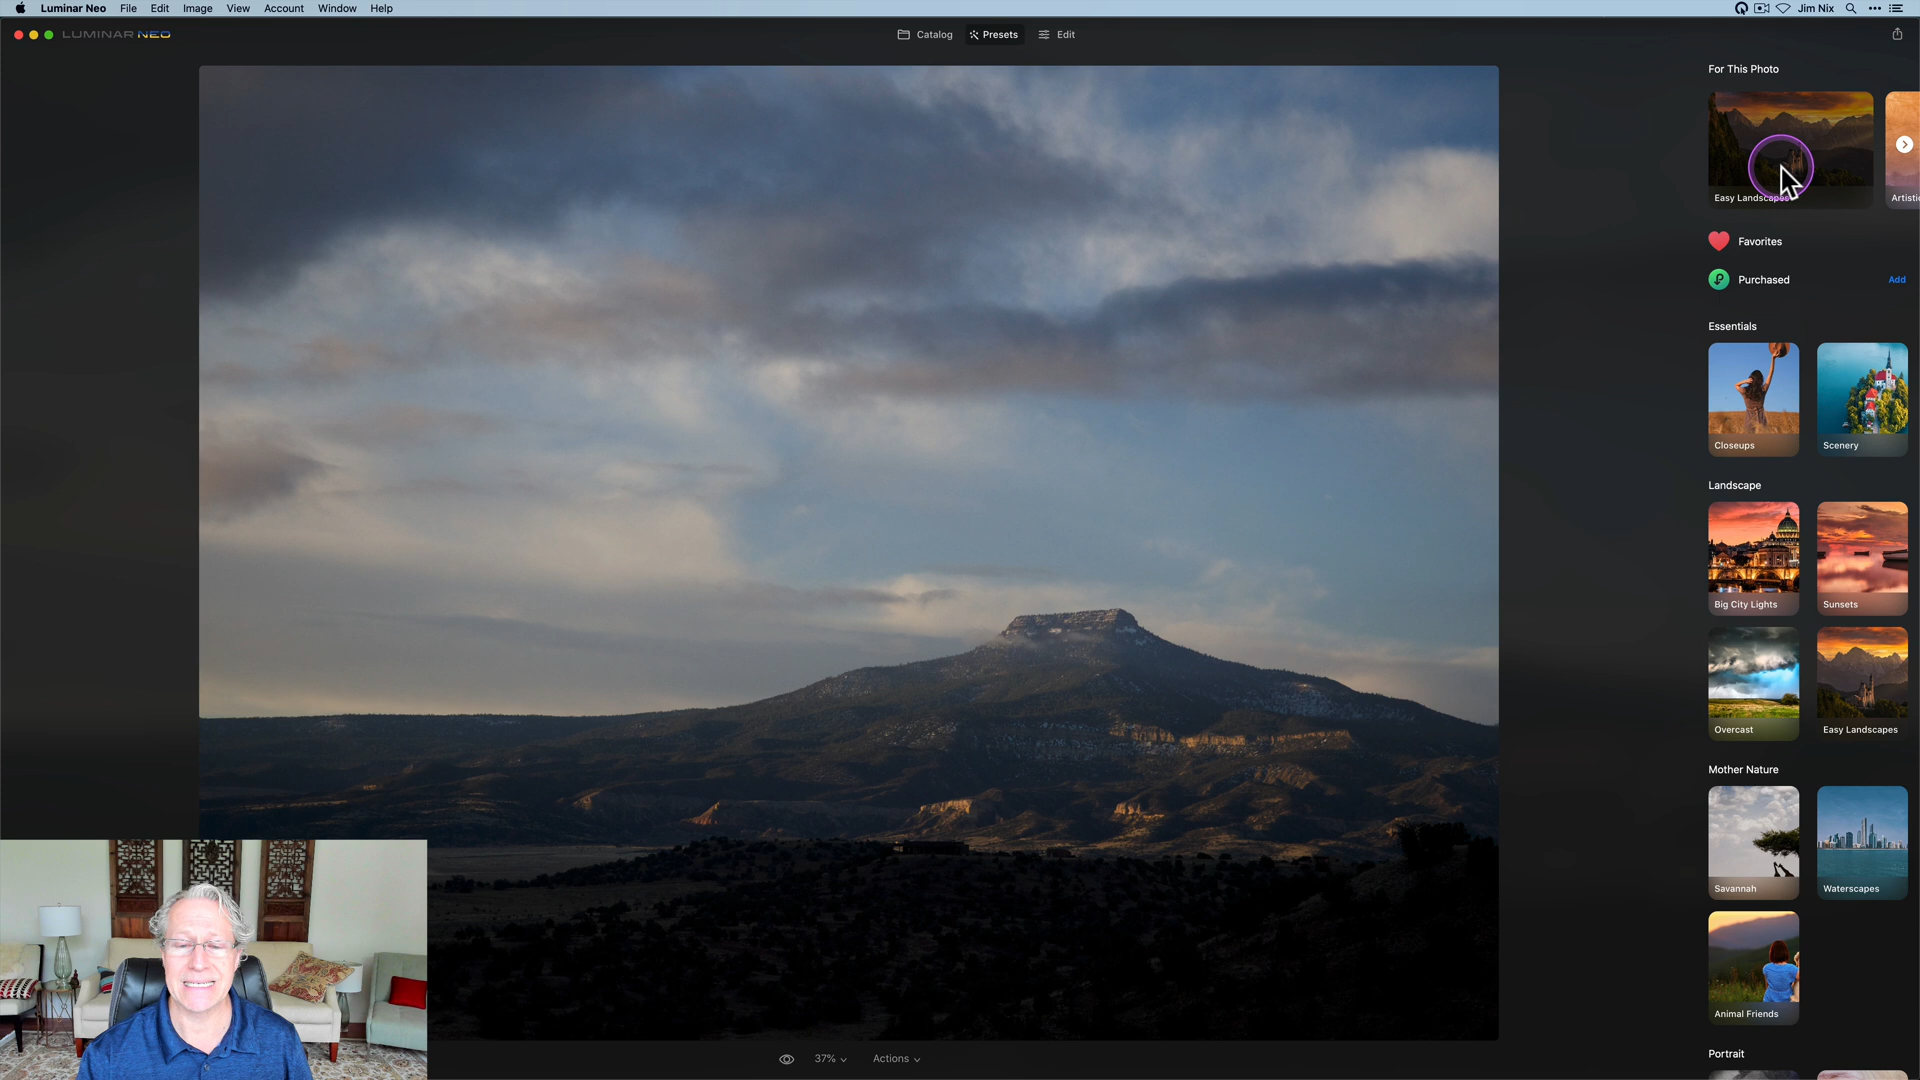 Luminar Neo File Edit Image View Account Window Help Jim Nix
LUMINAR NEO
Catalog Presets Edit
For This Photo
Easy Landscapes
Artistic
Favorites
Purchased Add
Essentials
Closeups Scenery
Landscape
Big City Lights Sunsets
Overcast Easy Landscapes
Mother Nature
Savannah Waterscapes
Animal Friends
Portrait
37% Actions